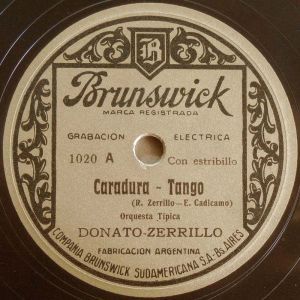 B
Brunswick
MARCA REGISTRADA
GRABACION ELECTRICA
1020 A Con estribillo
Caradura - Tango
(R. Zerrillo—E. Cadicamo)
Orquesta Típica
DONATO-ZERRILLO
FABRICACION ARGENTINA
COMPAÑIA BRUNSWICK SUDAMERICANA S.A-Bs.AIRES